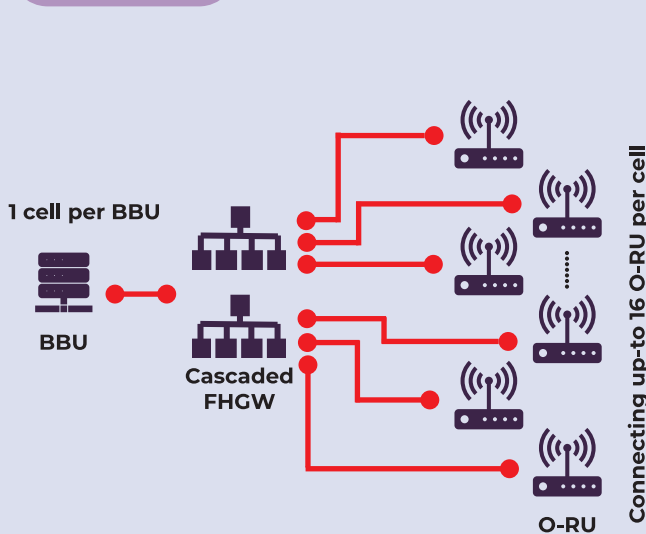 1 cell per BBU
BBU
Cascaded
FHGW
O-RU
Connecting up-to 16 O-RU per cell